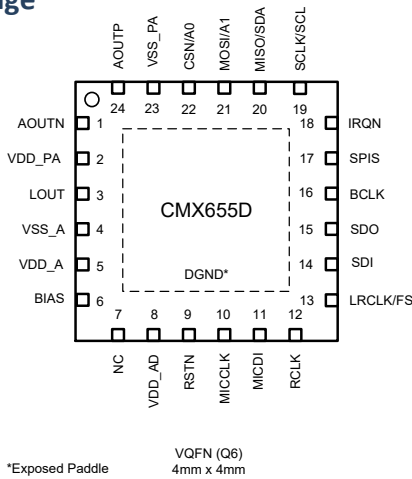 AOUTP
VSS_PA
CSN/A0
MOSI/A1
MISO/SDA
SCLK/SCL
24
23
22
21
20
19
AOUTN 1
18 IRQN
VDD_PA 2
17 SPIS
LOUT 3
16 BCLK
CMX655D
VSS_A 4
15 SDO
VDD_A 5
14 SDI
DGND*
BIAS 6
13 LRCLK/FS
7
8
9
10
11
12
NC
VDD_AD
RSTN
MICCLK
MICDI
RCLK
VQFN (Q6)
*Exposed Paddle 4mm x 4mm